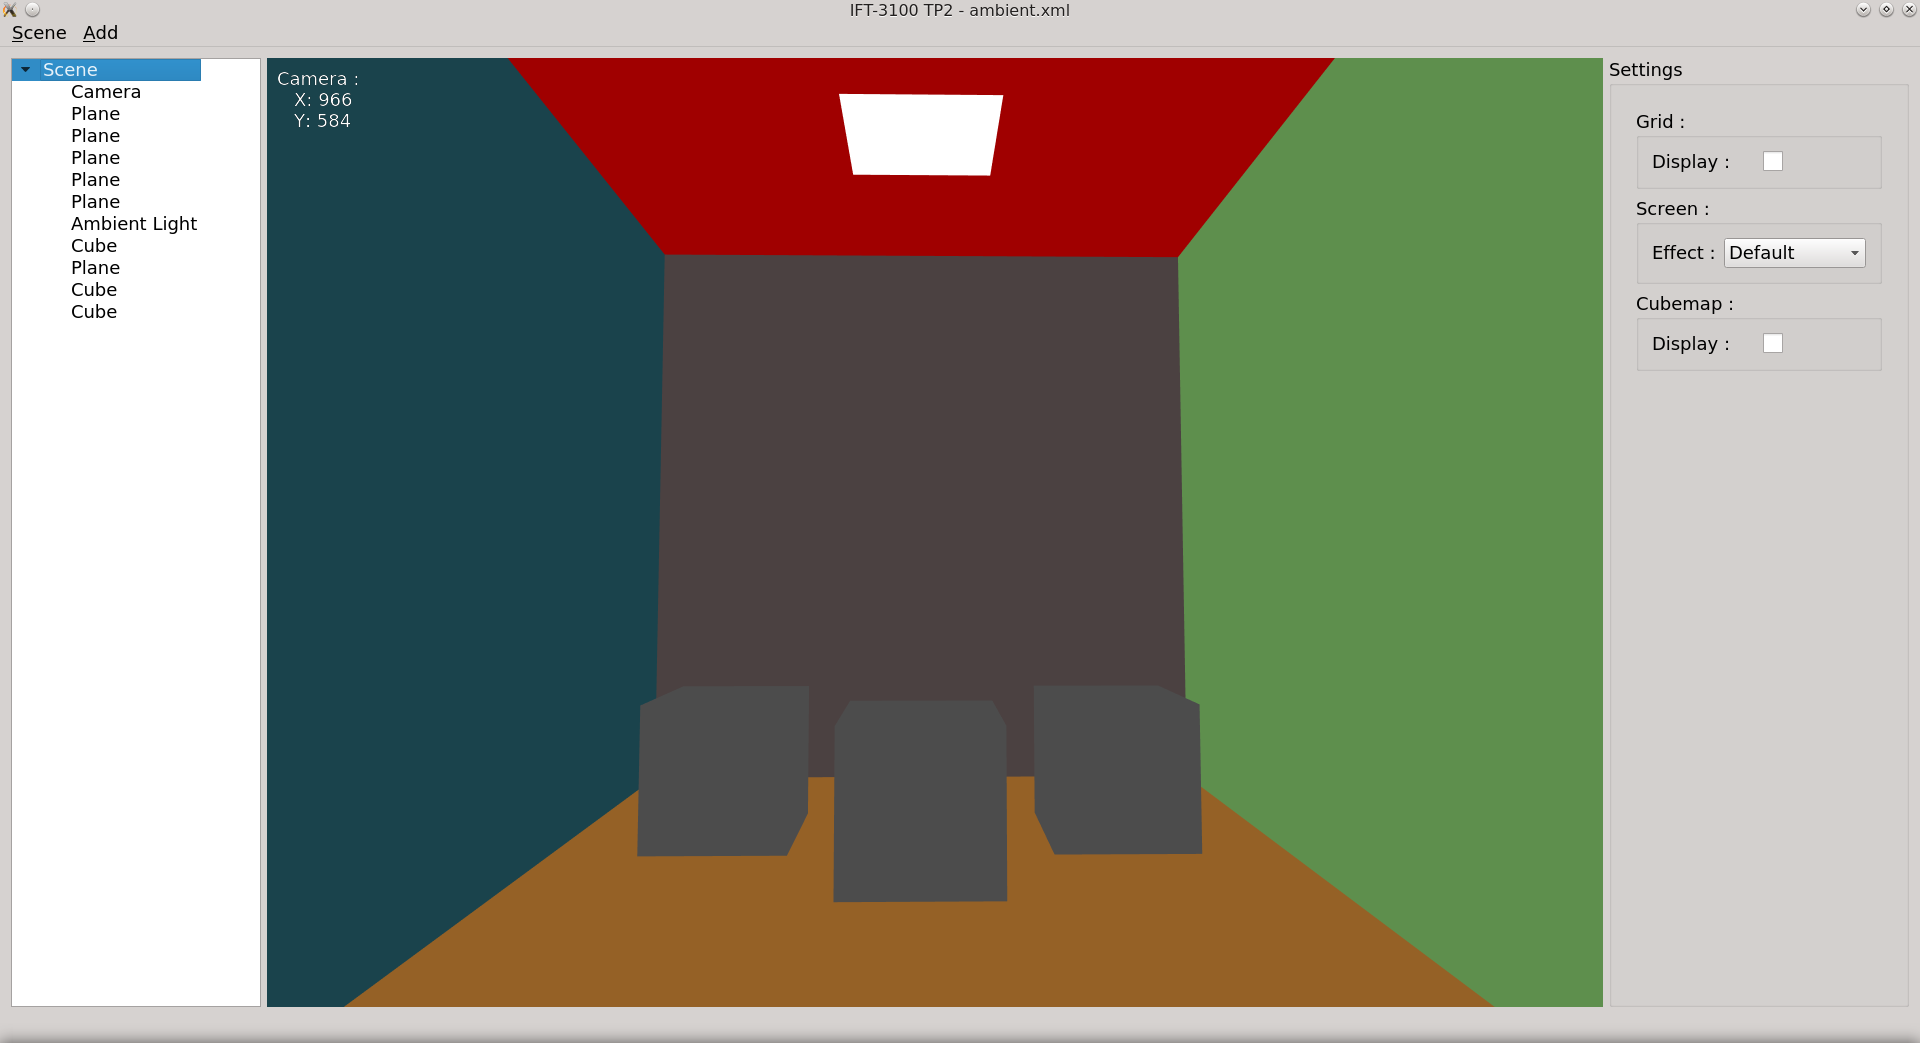 IFT-3100 TP2 - ambient.xml
Scene Add
Scene
Camera
Plane
Plane
Plane
Plane
Plane
Ambient Light
Cube
Plane
Cube
Cube
Camera :
X: 966
Y: 584
Settings
Grid :
Display :
Screen :
Effect : Default
Cubemap :
Display :